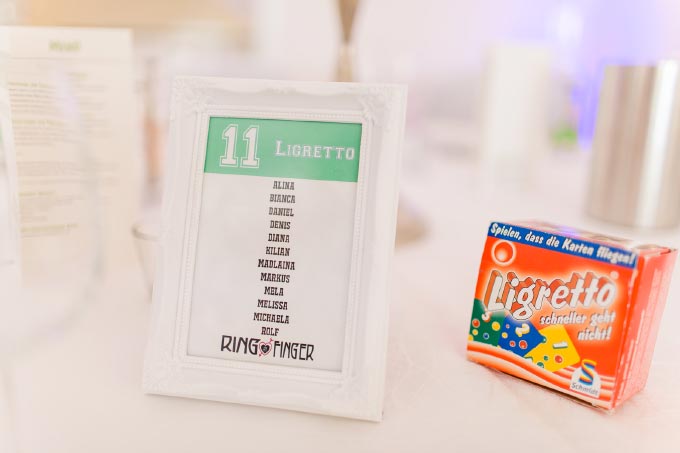 11 LIGRETTO
ALINA
BIANCA
DANIEL
DENIS
DIANA
KILIAN
MADLAINA
MARKUS
MELA
MELISSA
MICHAELA
ROLF
RING FINGER
Spielen, dass die Karten fliegen!
Ligretto
schneller geht
nicht!
S
Schmidt